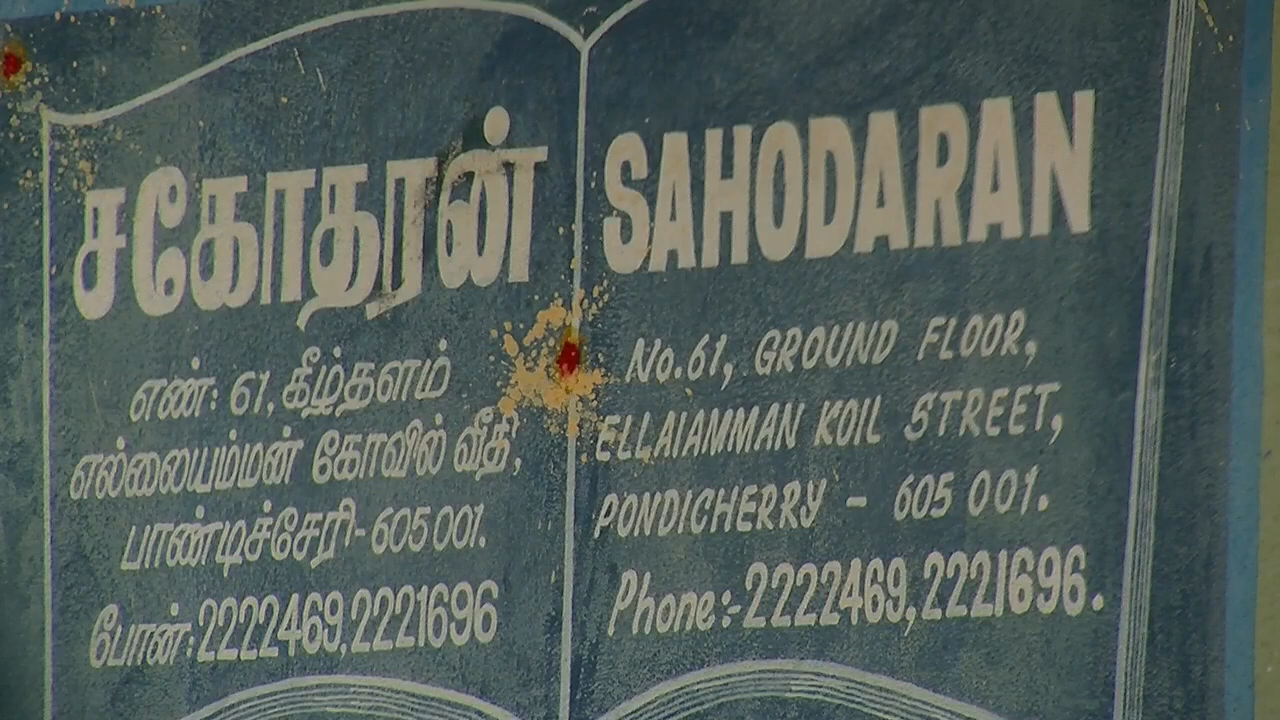 சகோதரன்
எண்: 61, கீழ்தளம்
எல்லையம்மன் கோவில் வீதி,
பாண்டிச்சேரி-605 001.
போன்:2222469,2221696
SAHODARAN
No.61, GROUND FLOOR,
ELLAIAMMAN KOIL STREET,
PONDICHERRY - 605 001.
Phone:-2222469,2221696.